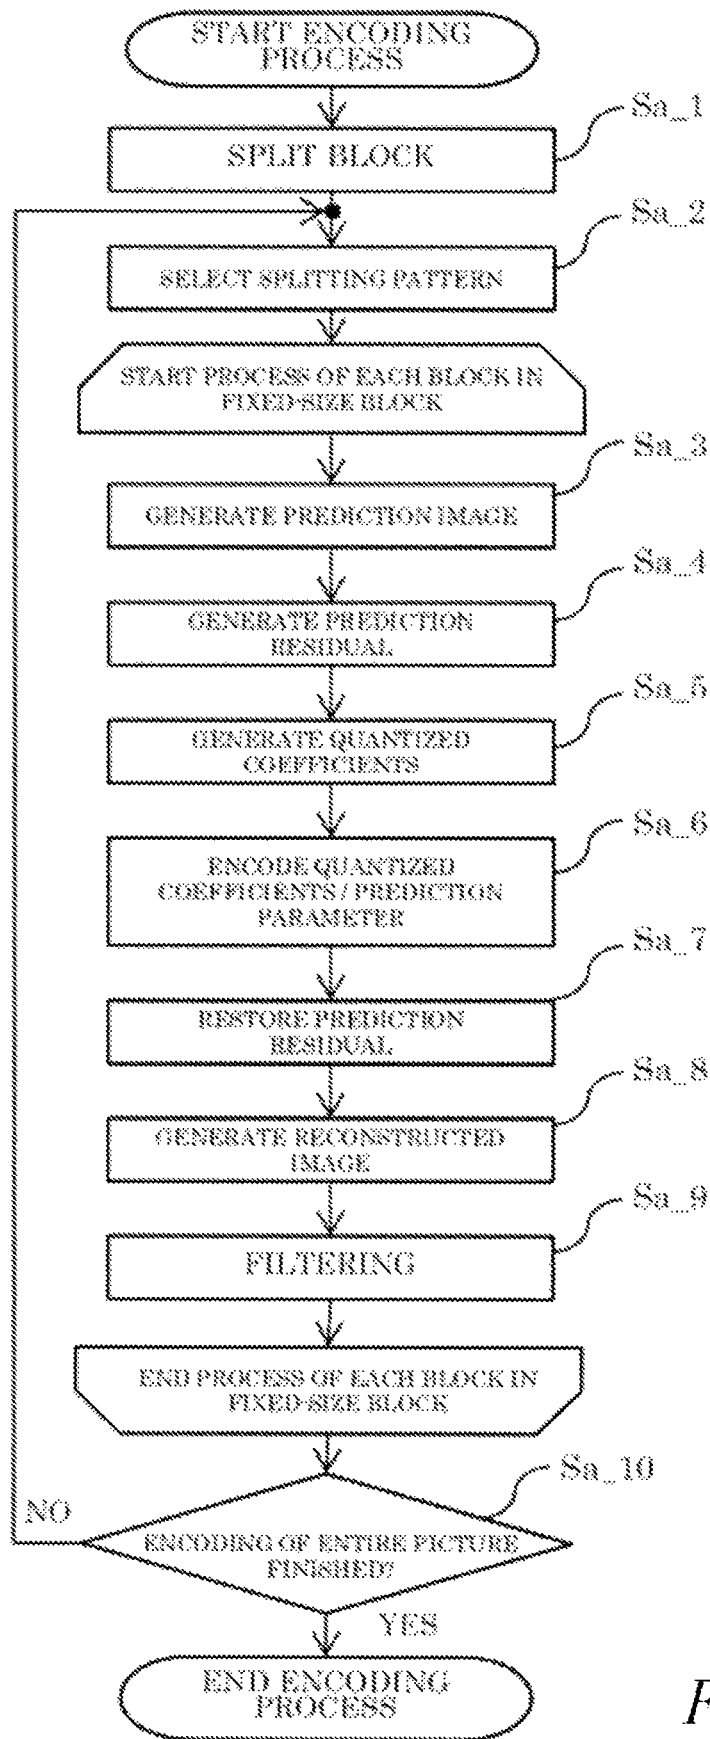 START ENCODING
PROCESS
Sa_1
SPLIT BLOCK
Sa_2
SELECT SPLITTING PATTERN
START PROCESS OF EACH BLOCK IN
FIXED-SIZE BLOCK
Sa_3
GENERATE PREDICTION IMAGE
Sa_4
GENERATE PREDICTION
RESIDUAL
Sa_5
GENERATE QUANTIZED
COEFFICIENTS
Sa_6
ENCODE QUANTIZED
COEFFICIENTS / PREDICTION
PARAMETER
Sa_7
RESTORE PREDICTION
RESIDUAL
Sa_8
GENERATE RECONSTRUCTED
IMAGE
Sa_9
FILTERING
END PROCESS OF EACH BLOCK IN
FIXED-SIZE BLOCK
Sa_10
NO
ENCODING OF ENTIRE PICTURE
FINISHED?
YES
END ENCODING
PROCESS
F